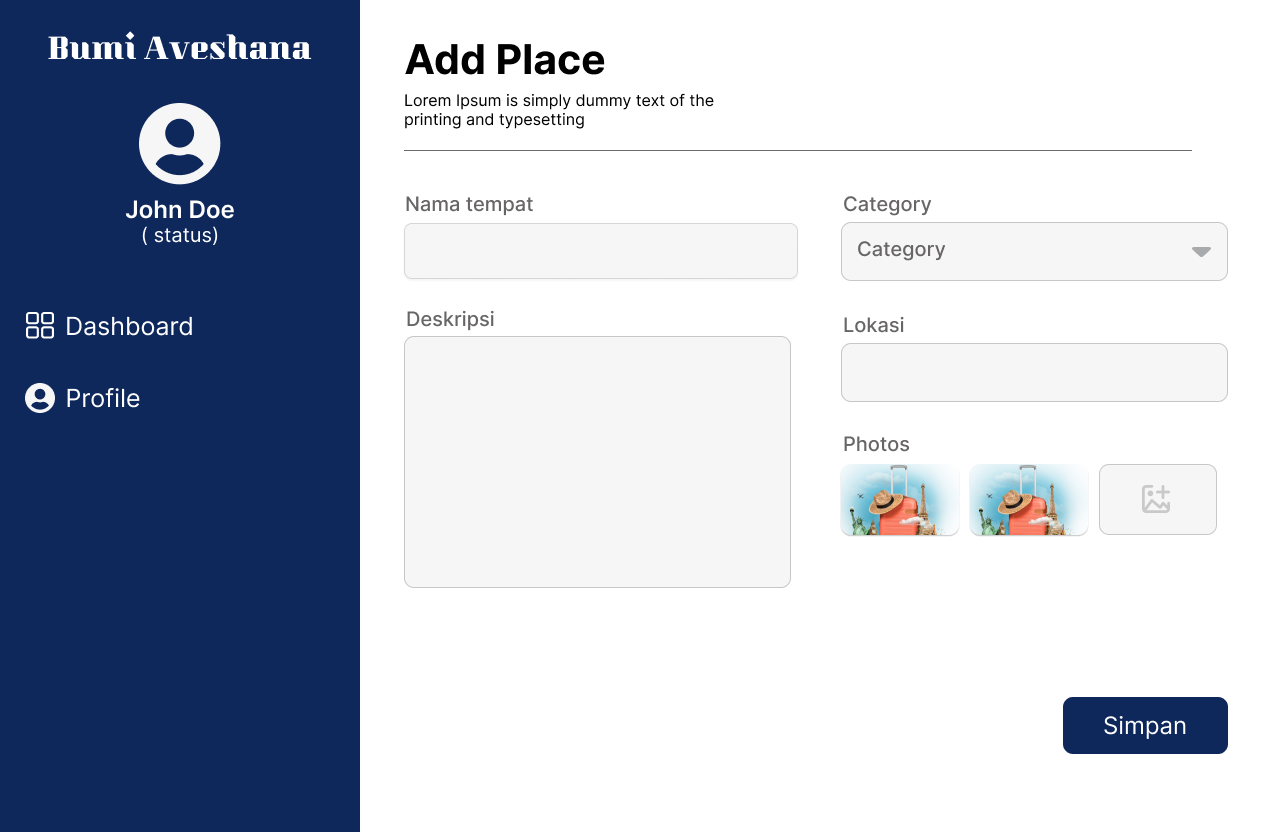 Bumi Aveshana
John Doe
( status)
Dashboard
Profile
Add Place
Lorem Ipsum is simply dummy text of the
printing and typesetting
Nama tempat
Deskripsi
Category
Category
Lokasi
Photos
Simpan